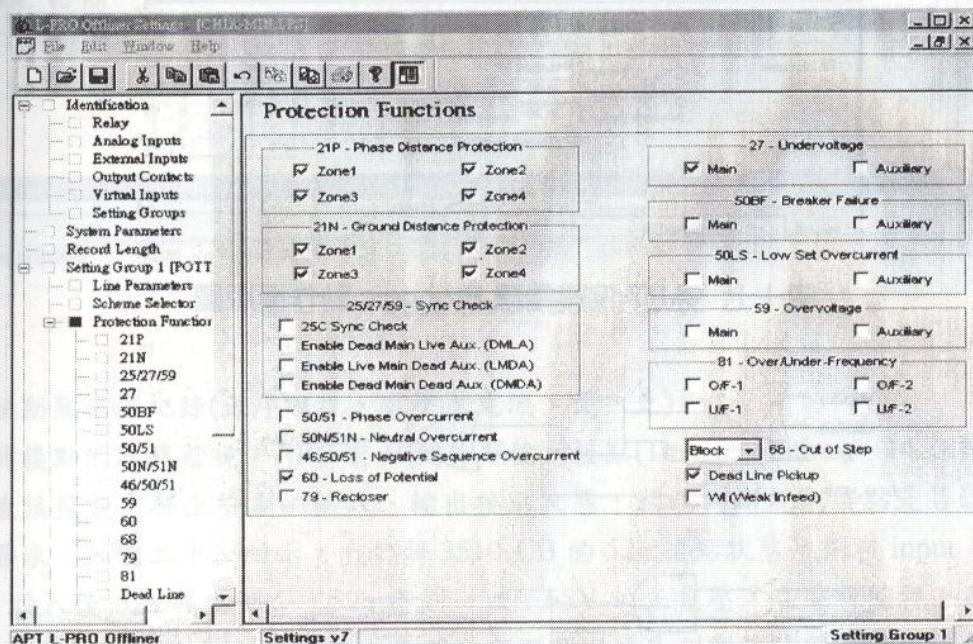 L-PRO Offliner Settings - [CHIA-MIN.LPS]
File Edit Window Help
Identification
Relay
Analog Inputs
External Inputs
Output Contacts
Virtual Inputs
Setting Groups
System Parameters
Record Length
Setting Group 1 [POTT
Line Parameters
Scheme Selector
Protection Function
21P
21N
25/27/59
27
50BF
50LS
50/51
50N/51N
46/50/51
59
60
68
79
81
Dead Line
Protection Functions
21P - Phase Distance Protection
Zone1 Zone2
Zone3 Zone4
21N - Ground Distance Protection
Zone1 Zone2
Zone3 Zone4
25/27/59 - Sync Check
25C Sync Check
Enable Dead Main Live Aux. (DMLA)
Enable Live Main Dead Aux. (LMDA)
Enable Dead Main Dead Aux. (DMDA)
50/51 - Phase Overcurrent
50N/51N - Neutral Overcurrent
46/50/51 - Negative Sequence Overcurrent
60 - Loss of Potential
79 - Recloser
27 - Undervoltage
Main Auxiliary
50BF - Breaker Failure
Main Auxiliary
50LS - Low Set Overcurrent
Main Auxiliary
59 - Overvoltage
Main Auxiliary
81 - Over/Under-Frequency
O/F-1 O/F-2
U/F-1 U/F-2
Block 68 - Out of Step
Dead Line Pickup
WI (Weak Infeed)
APT L-PRO Offliner Settings v7 Setting Group 1